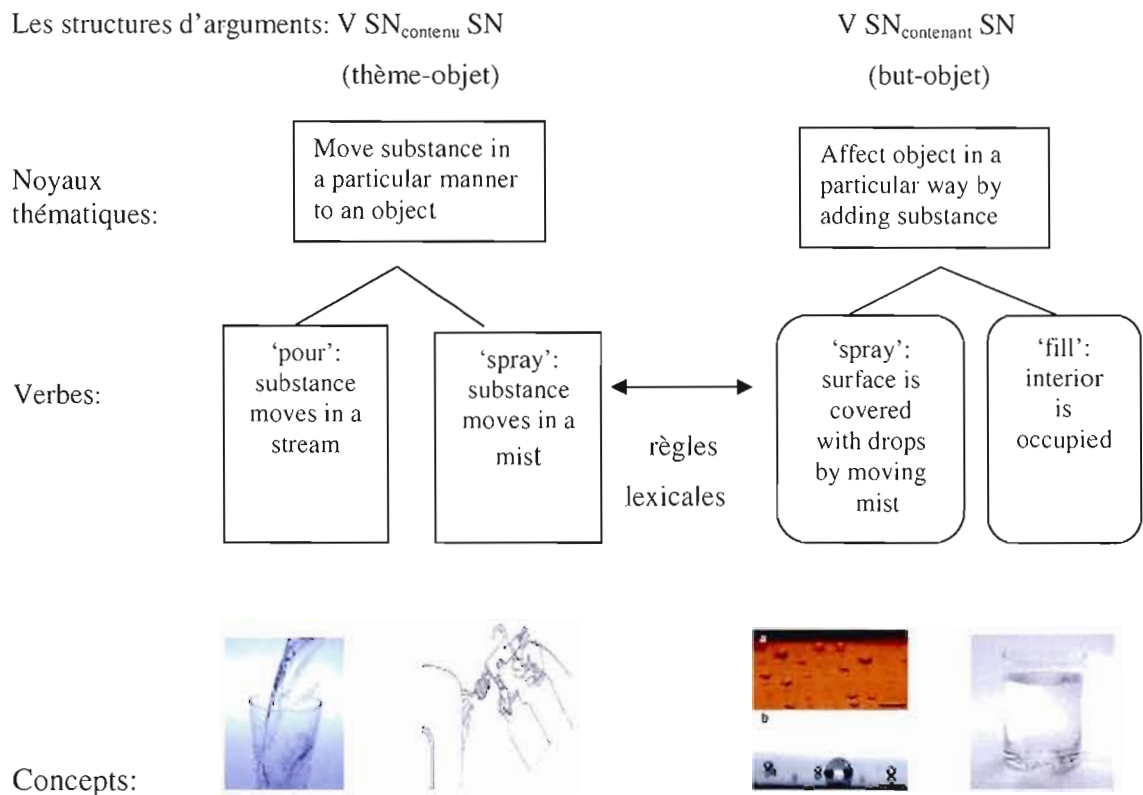 Les structures d'arguments: V SNcontenu SN
V SNcontenant SN
(thème-objet)
(but-objet)
Noyaux
thématiques:
Move substance in
a particular manner
to an object
Affect object in a
particular way by
adding substance
Verbes:
'pour':
substance
moves in a
stream
'spray':
substance
moves in a
mist
règles
lexicales
'spray':
surface is
covered
with drops
by moving
mist
'fill':
interior
is
occupied
Concepts:
a
b